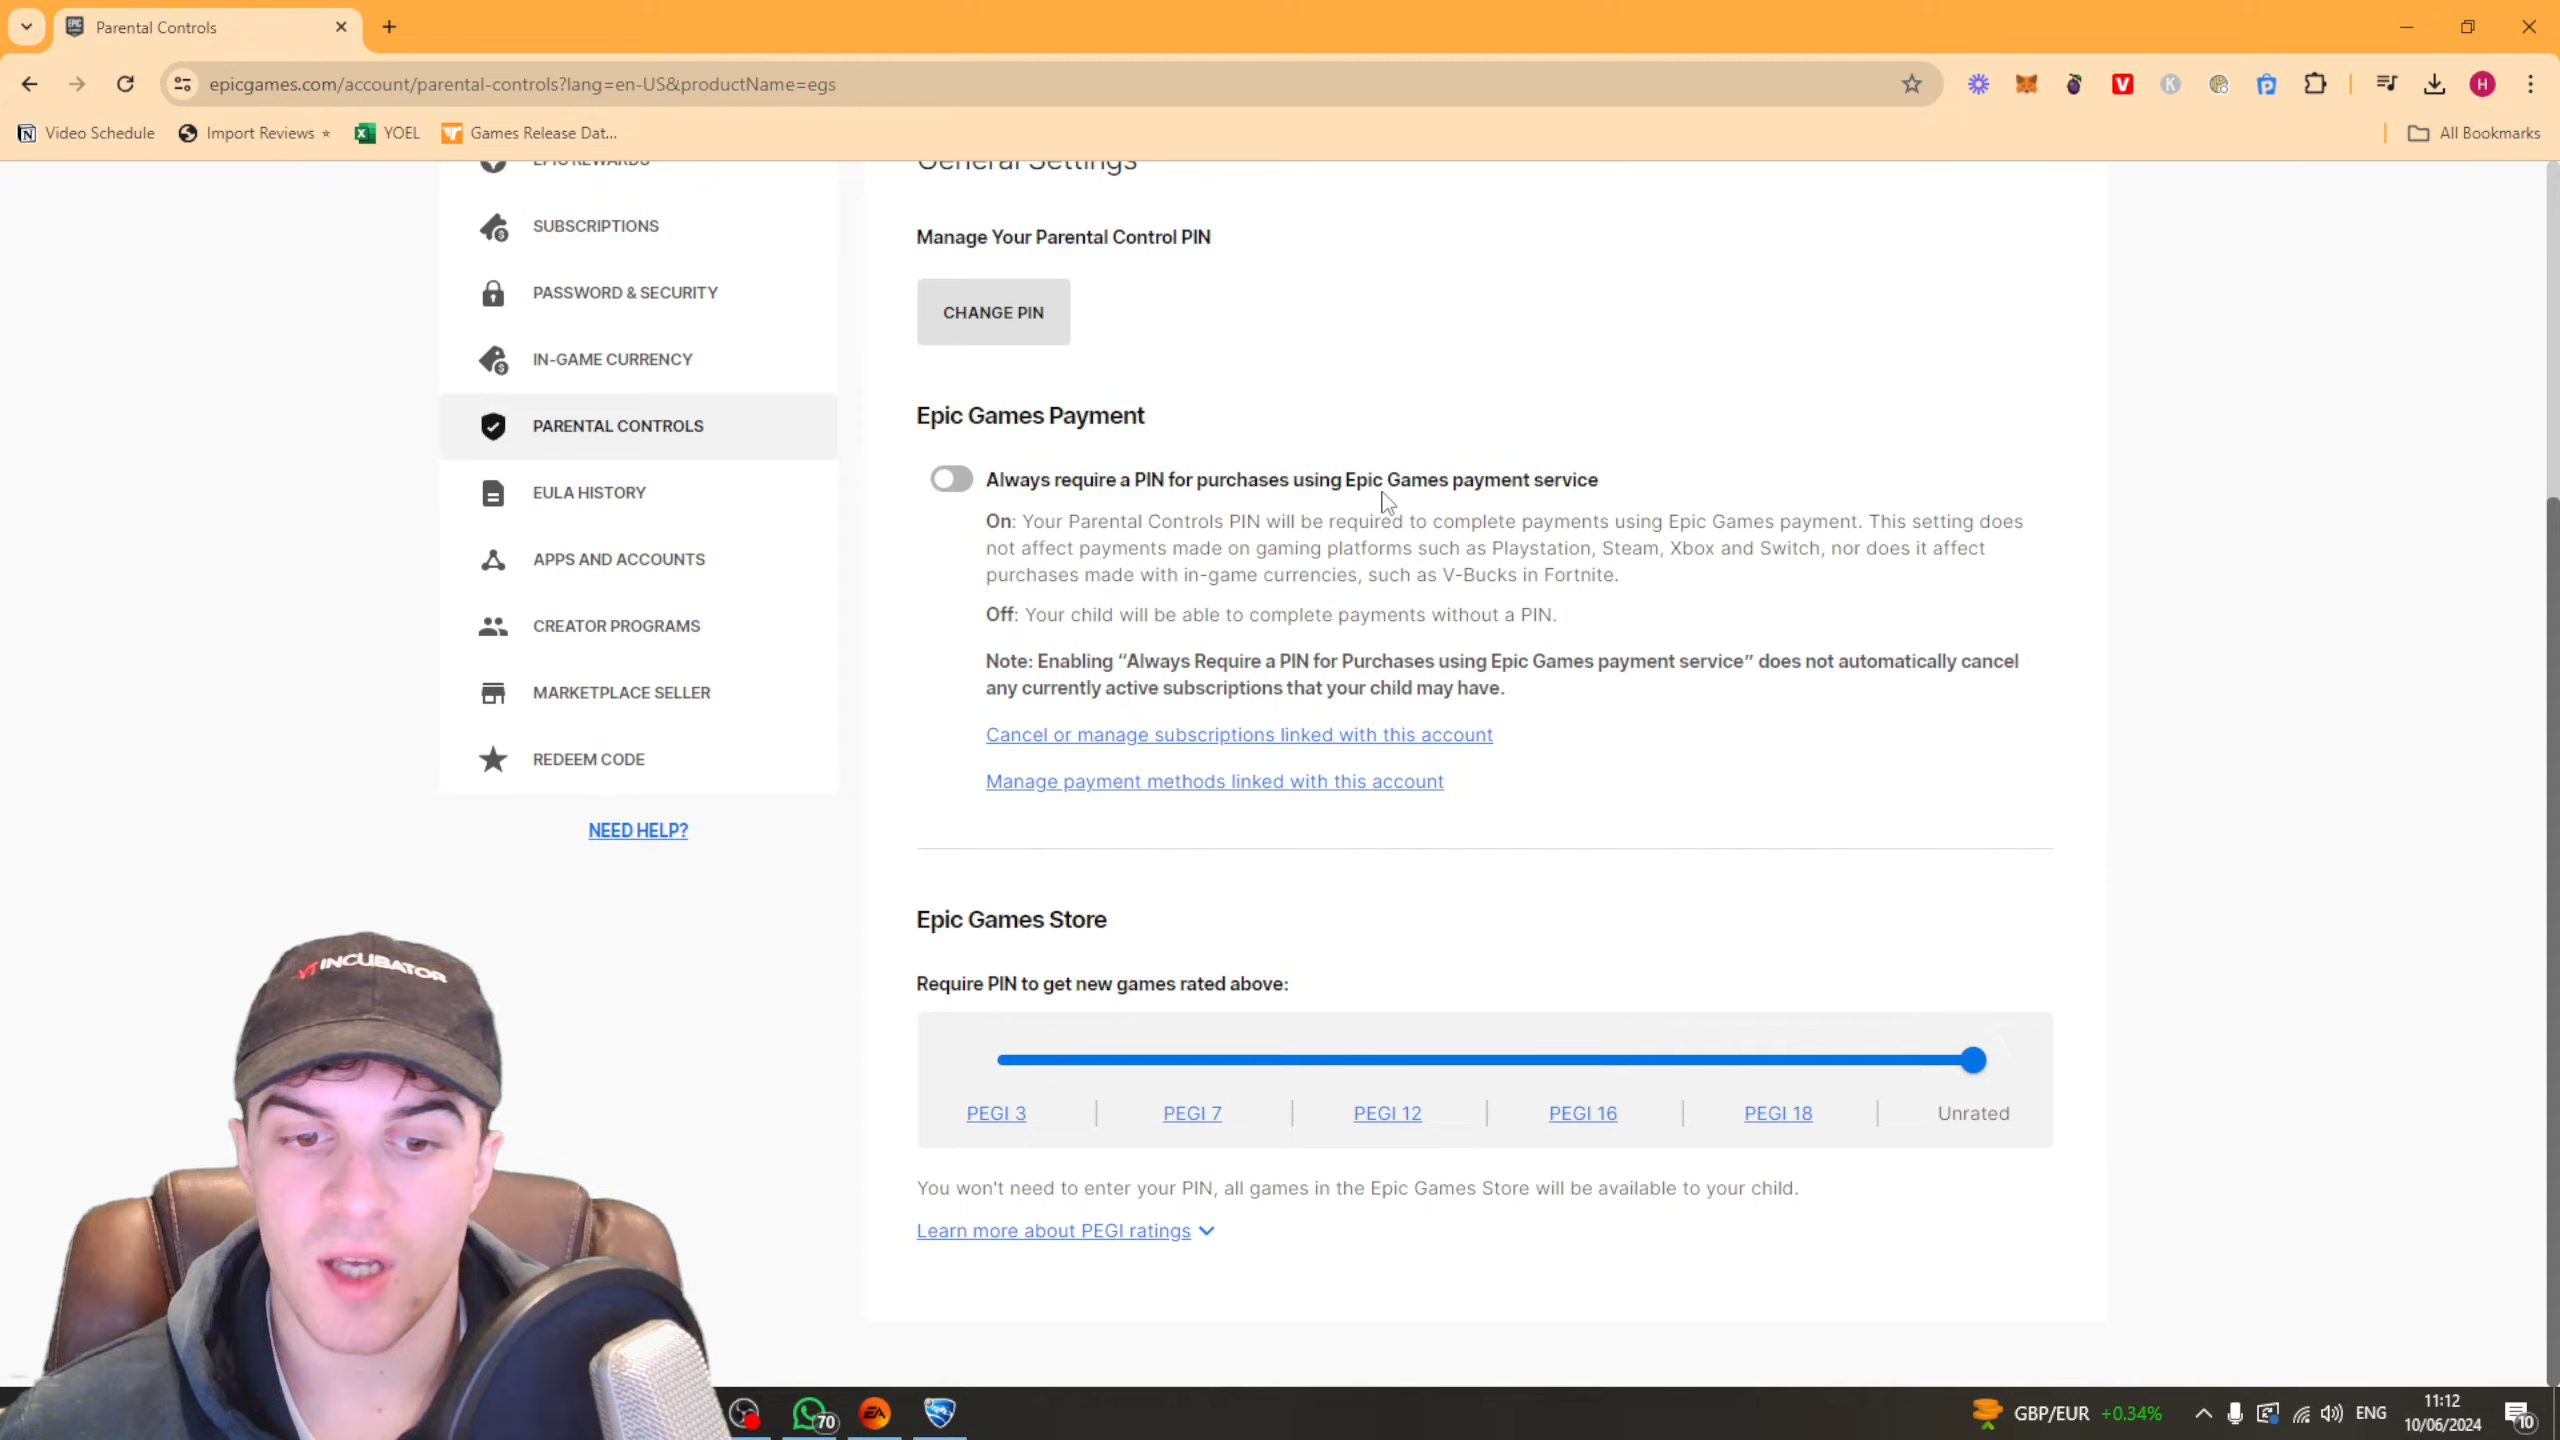 Parental Controls
epicgames.com/account/parental-controls?lang=en-US&productName=egs
Video Schedule
Import Reviews ★
YOEL
Games Release Dat...
All Bookmarks
EPIC REWARDS
SUBSCRIPTIONS
PASSWORD & SECURITY
IN-GAME CURRENCY
PARENTAL CONTROLS
EULA HISTORY
APPS AND ACCOUNTS
CREATOR PROGRAMS
MARKETPLACE SELLER
REDEEM CODE
NEED HELP?
General Settings
Manage Your Parental Control PIN
CHANGE PIN
Epic Games Payment
Always require a PIN for purchases using Epic Games payment service
On: Your Parental Controls PIN will be required to complete payments using Epic Games payment. This setting does
not affect payments made on gaming platforms such as Playstation, Steam, Xbox and Switch, nor does it affect
purchases made with in-game currencies, such as V-Bucks in Fortnite.
Off: Your child will be able to complete payments without a PIN.
Note: Enabling “Always Require a PIN for Purchases using Epic Games payment service” does not automatically cancel
any currently active subscriptions that your child may have.
Cancel or manage subscriptions linked with this account
Manage payment methods linked with this account
Epic Games Store
Require PIN to get new games rated above:
PEGI 3 | PEGI 7 | PEGI 12 | PEGI 16 | PEGI 18 | Unrated
You won't need to enter your PIN, all games in the Epic Games Store will be available to your child.
Learn more about PEGI ratings
YTINCUBATOR
70
EA
GBP/EUR +0.34%
ENG
11:12
10/06/2024
10
H
V
K